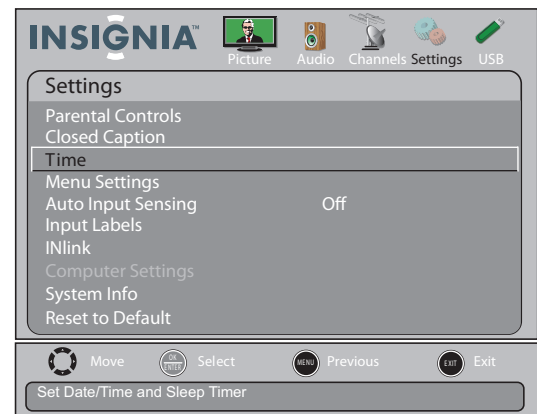 INSIGNIA™
Picture Audio Channels Settings USB
Settings
Parental Controls
Closed Caption
Time
Menu Settings
Auto Input Sensing Off
Input Labels
INlink
Computer Settings
System Info
Reset to Default
Move OK ENTER Select MENU Previous EXIT Exit
Set Date/Time and Sleep Timer